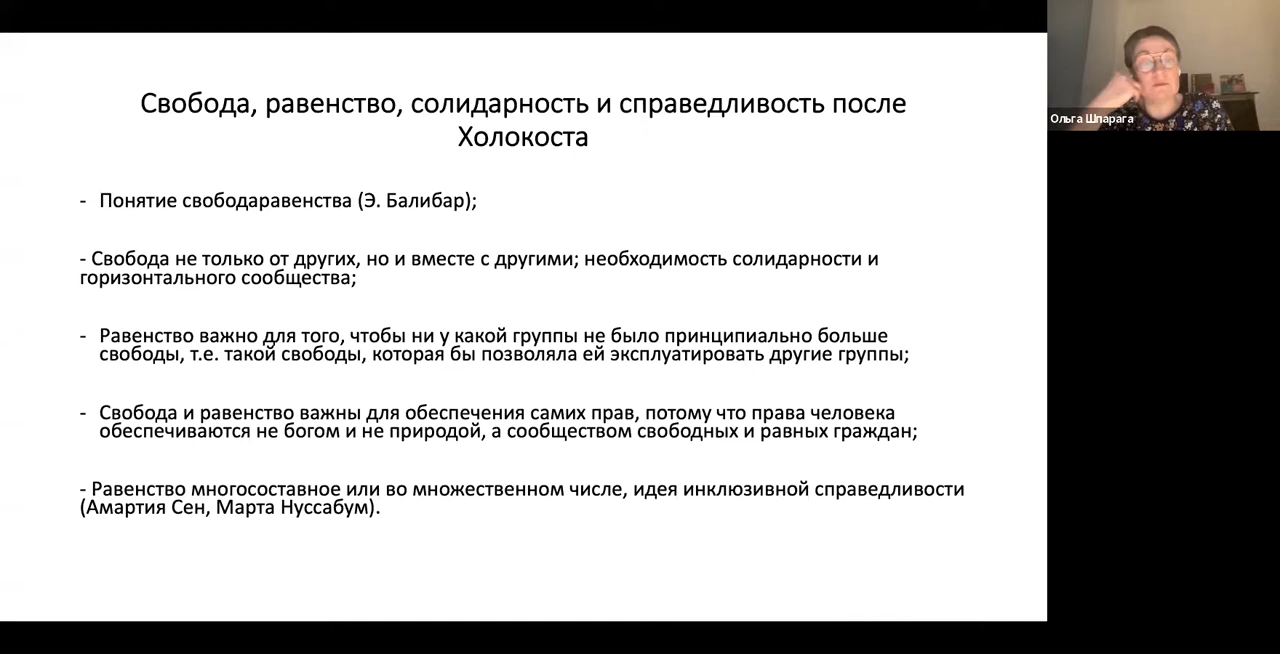 Свобода, равенство, солидарность и справедливость после
Холокоста
- Понятие свободаравенства (Э. Балибар);
- Свобода не только от других, но и вместе с другими; необходимость солидарности и
горизонтального сообщества;
- Равенство важно для того, чтобы ни у какой группы не было принципиально больше
свободы, т.е. такой свободы, которая бы позволяла ей эксплуатировать другие группы;
- Свобода и равенство важны для обеспечения самих прав, потому что права человека
обеспечиваются не богом и не природой, а сообществом свободных и равных граждан;
- Равенство многосоставное или во множественном числе, идея инклюзивной справедливости
(Амартия Сен, Марта Нуссабум).
Ольга Шпарага